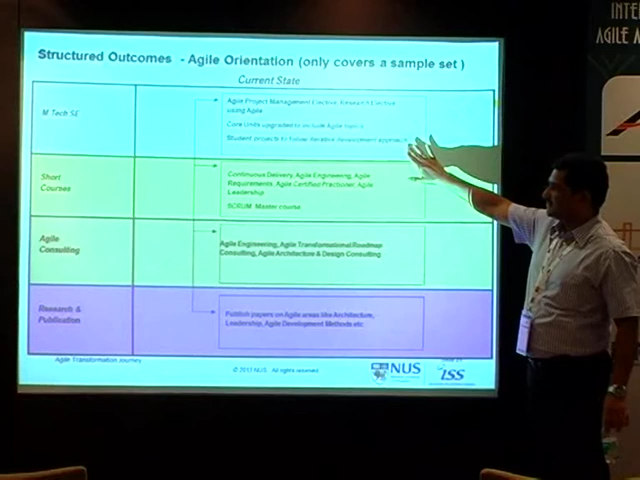 INTE
AGILE A
Structured Outcomes - Agile Orientation (only covers a sample set )
Current State
M Tech SE
Agile Project Management Elective, Research Elective
using Agile
Core Units upgraded to include Agile topics
Student projects to follow iterative development approach
Short
Courses
Continuous Delivery, Agile Engineering, Agile
Requirements, Agile Certified Practitioner, Agile
Leadership
SCRUM Master course
Agile
Consulting
Agile Engineering, Agile Transformational Roadmap
Consulting, Agile Architecture & Design Consulting
Research &
Publication
Publish papers on Agile areas like Architecture,
Leadership, Agile Development Methods etc
Agile Transformation Journey
© 2013 NUS. All rights reserved
NUS
ISS